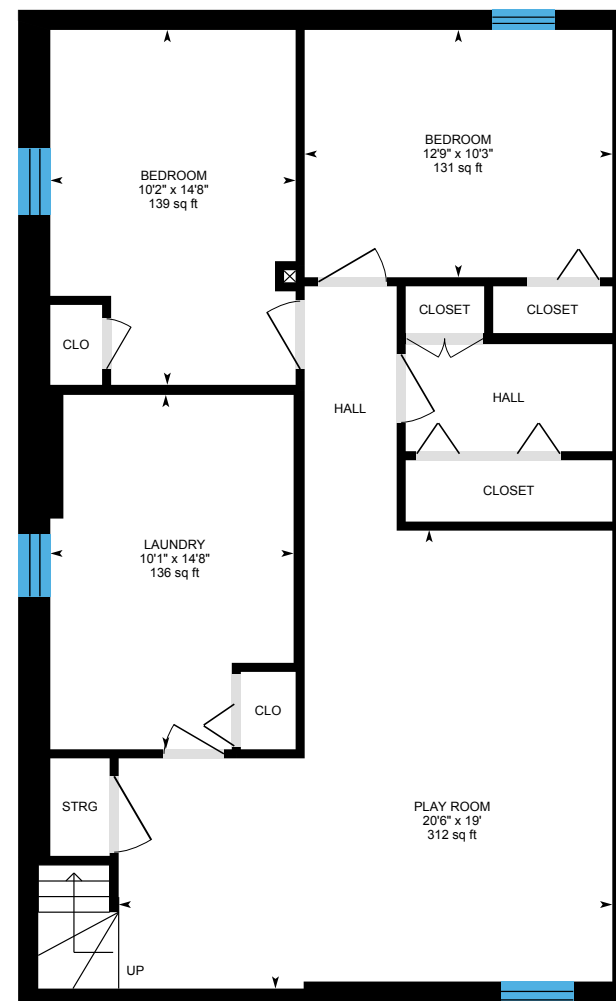 BEDROOM
12'9" x 10'3"
131 sq ft
BEDROOM
10'2" x 14'8"
139 sq ft
CLOSET
CLOSET
CLO
HALL
HALL
CLOSET
LAUNDRY
10'1" x 14'8"
136 sq ft
CLO
STRG
PLAY ROOM
20'6" x 19'
312 sq ft
UP